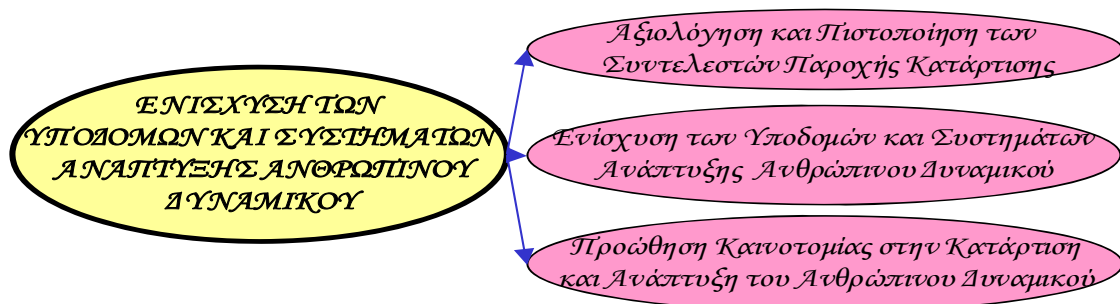 ΕΝΙΣΧΥΣΗ ΤΩΝ
ΥΠΟΔΟΜΩΝ ΚΑΙ ΣΥΣΤΗΜΑΤΩΝ
ΑΝΑΠΤΥΞΗΣ ΑΝΘΡΩΠΙΝΟΥ
ΔΥΝΑΜΙΚΟΥ
Αξιολόγηση και Πιστοποίηση των
Συντελεστών Παροχής Κατάρτισης
Ενίσχυση των Υποδομών και Συστημάτων
Ανάπτυξης Ανθρώπινου Δυναμικού
Προώθηση Καινοτομίας στην Κατάρτιση
και Ανάπτυξη του Ανθρώπινου Δυναμικού